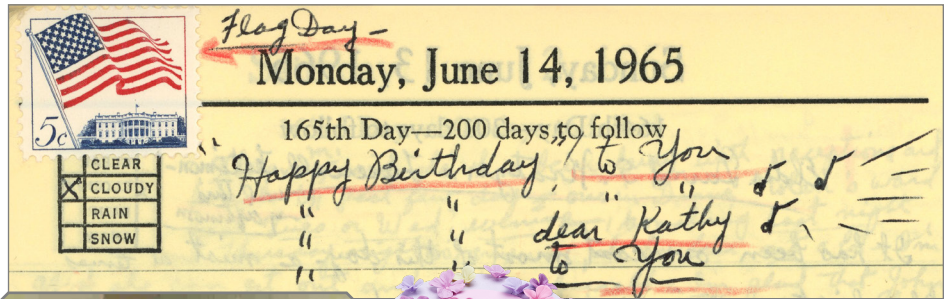 Flag Day —
Monday, June 14, 1965
5c
165th Day—200 days to follow
" Happy Birthday " to You
CLEAR
CLOUDY
" " " "
RAIN
" " dear Kathy
SNOW
" " to You